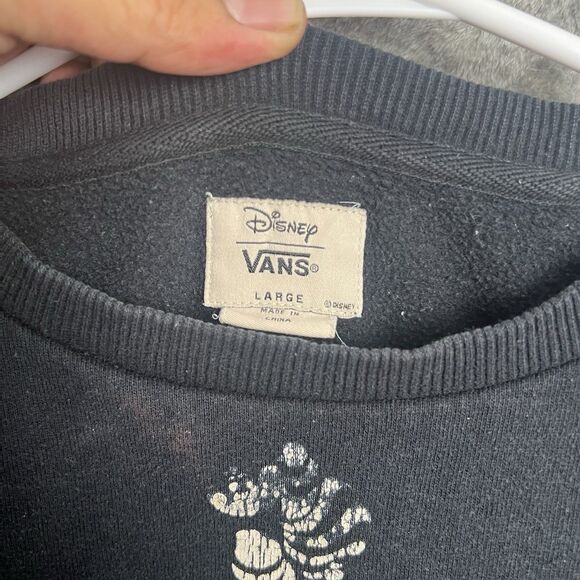 Disney
VANS®
LARGE
© DISNEY
MADE IN
CHINA